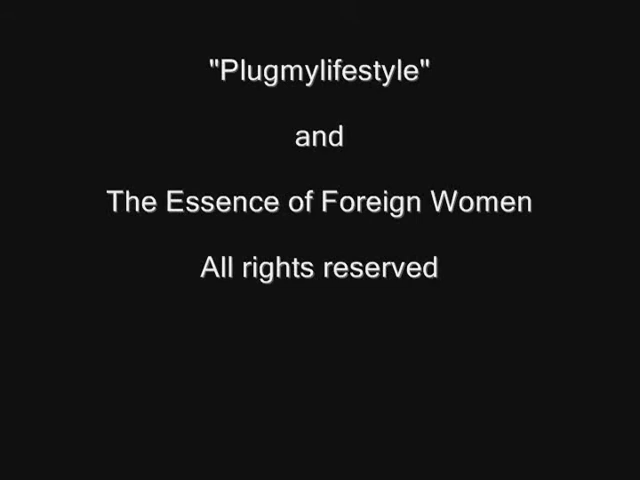 "Plugmylifestyle"
and
The Essence of Foreign Women
All rights reserved